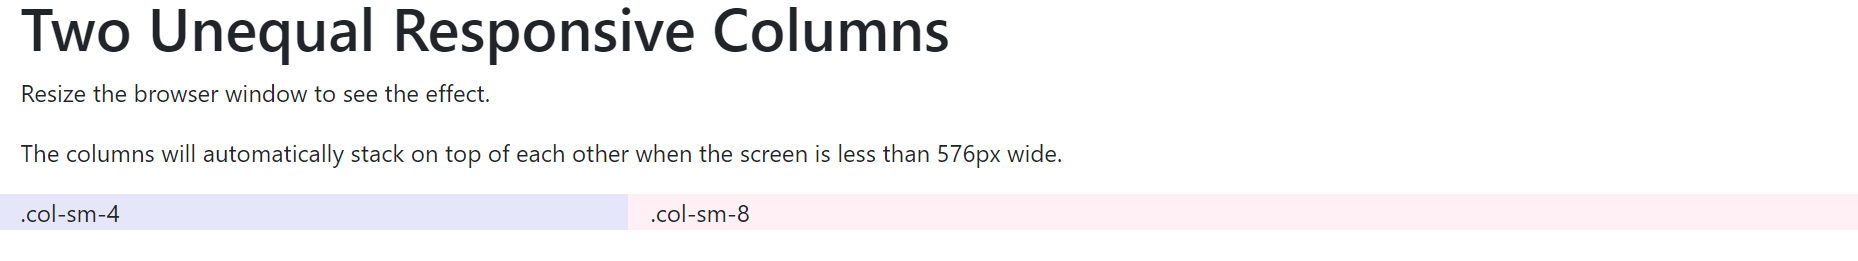 Two Unequal Responsive Columns
Resize the browser window to see the effect.
The columns will automatically stack on top of each other when the screen is less than 576px wide.
.col-sm-4
.col-sm-8